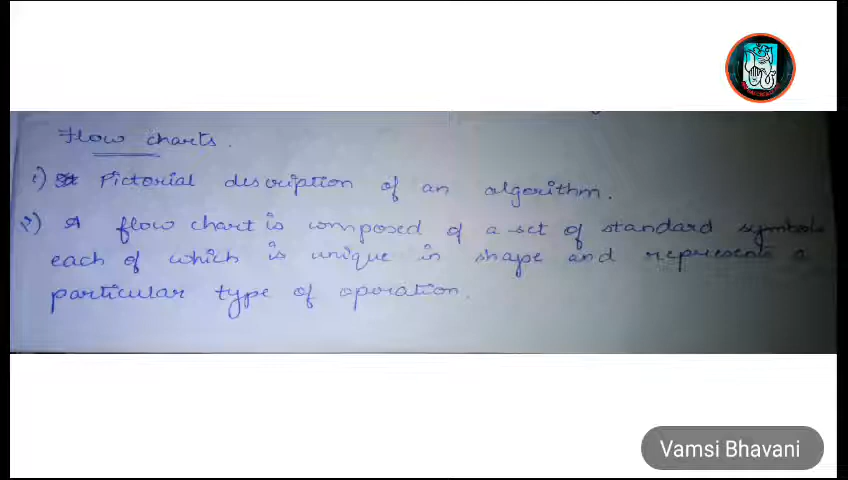 Flow charts.
1) Pictorial description of an algorithm.
2) A flow chart is composed of a set of standard symbols
each of which is unique in shape and represents a
particular type of operation.
Vamsi Bhavani